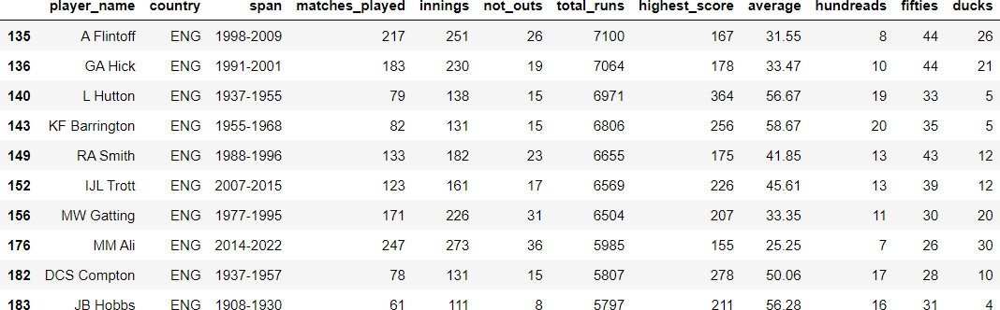 player_name country span matches_played innings not_outs total_runs highest_score average hundreads fifties ducks
135 A Flintoff ENG 1998-2009 217 251 26 7100 167 31.55 8 44 26
136 GA Hick ENG 1991-2001 183 230 19 7064 178 33.47 10 44 21
140 L Hutton ENG 1937-1955 79 138 15 6971 364 56.67 19 33 5
143 KF Barrington ENG 1955-1968 82 131 15 6806 256 58.67 20 35 5
149 RA Smith ENG 1988-1996 133 182 23 6655 175 41.85 13 43 12
152 IJL Trott ENG 2007-2015 123 161 17 6569 226 45.61 13 39 12
156 MW Gatting ENG 1977-1995 171 226 31 6504 207 33.35 11 30 20
176 MM Ali ENG 2014-2022 247 273 36 5985 155 25.25 7 26 30
182 DCS Compton ENG 1937-1957 78 131 15 5807 278 50.06 17 28 10
183 JB Hobbs ENG 1908-1930 61 111 8 5797 211 56.28 16 31 4